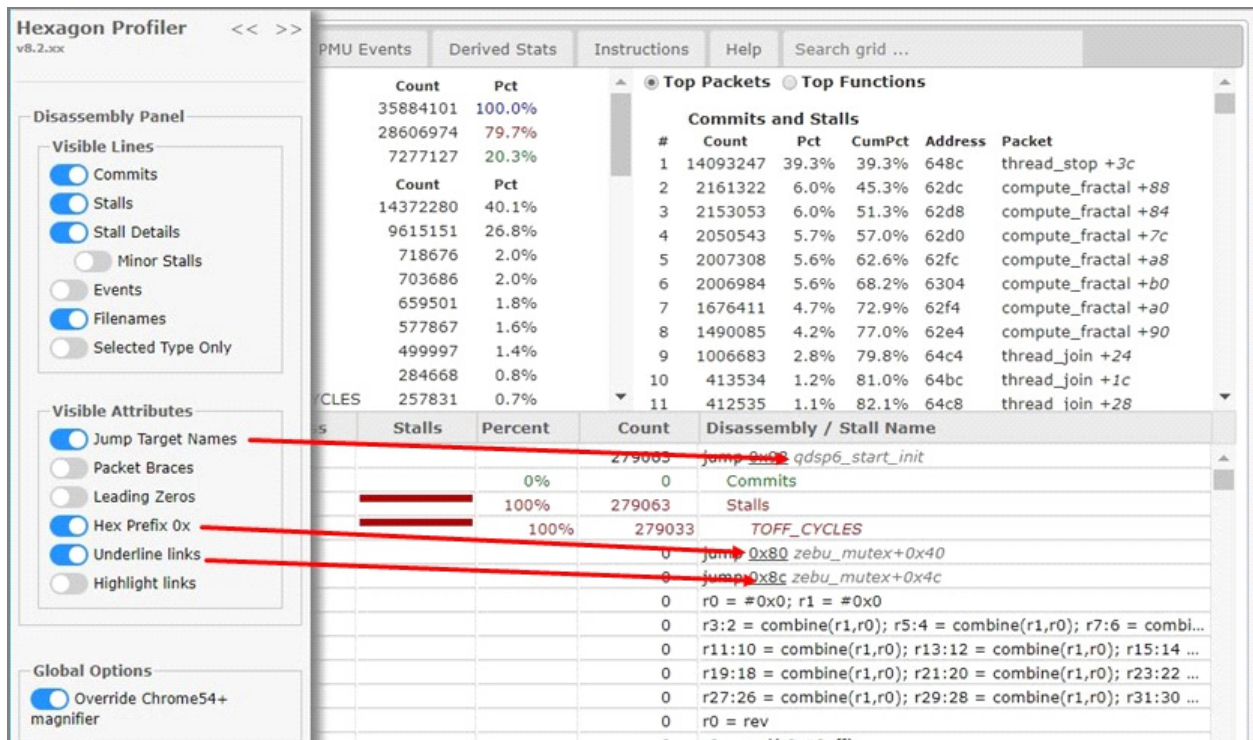 Hexagon Profiler << >>
v8.2.xx
Disassembly Panel
Visible Lines
Commits
Stalls
Stall Details
Minor Stalls
Events
Filenames
Selected Type Only
Visible Attributes
Jump Target Names
Packet Braces
Leading Zeros
Hex Prefix 0x
Underline links
Highlight links
Global Options
Override Chrome54+
magnifier
PMU Events Derived Stats Instructions Help Search grid ...
Count Pct
35884101 100.0%
28606974 79.7%
7277127 20.3%
Count Pct
14372280 40.1%
9615151 26.8%
718676 2.0%
703686 2.0%
659501 1.8%
577867 1.6%
499997 1.4%
284668 0.8%
YCLES 257831 0.7%
Top Packets Top Functions
Commits and Stalls
# Count Pct CumPct Address Packet
1 14093247 39.3% 39.3% 648c thread_stop +3c
2 2161322 6.0% 45.3% 62dc compute_fractal +88
3 2153053 6.0% 51.3% 62d8 compute_fractal +84
4 2050543 5.7% 57.0% 62d0 compute_fractal +7c
5 2007308 5.6% 62.6% 62fc compute_fractal +a8
6 2006984 5.6% 68.2% 6304 compute_fractal +b0
7 1676411 4.7% 72.9% 62f4 compute_fractal +a0
8 1490085 4.2% 77.0% 62e4 compute_fractal +90
9 1006683 2.8% 79.8% 64c4 thread_join +24
10 413534 1.2% 81.0% 64bc thread_join +1c
11 412535 1.1% 82.1% 64c8 thread_join +28
Stalls Percent Count Disassembly / Stall Name
279063 jump qdsp6_start_init
0% 0 Commits
100% 279063 Stalls
100% 279033 TOFF_CYCLES
0 jump 0x80 zebu_mutex+0x40
0 jump 0x8c zebu_mutex+0x4c
0 r0 = #0x0; r1 = #0x0
0 r3:2 = combine(r1,r0); r5:4 = combine(r1,r0); r7:6 = combi...
0 r11:10 = combine(r1,r0); r13:12 = combine(r1,r0); r15:14 ...
0 r19:18 = combine(r1,r0); r21:20 = combine(r1,r0); r23:22 ...
0 r27:26 = combine(r1,r0); r29:28 = combine(r1,r0); r31:30 ...
0 r0 = rev